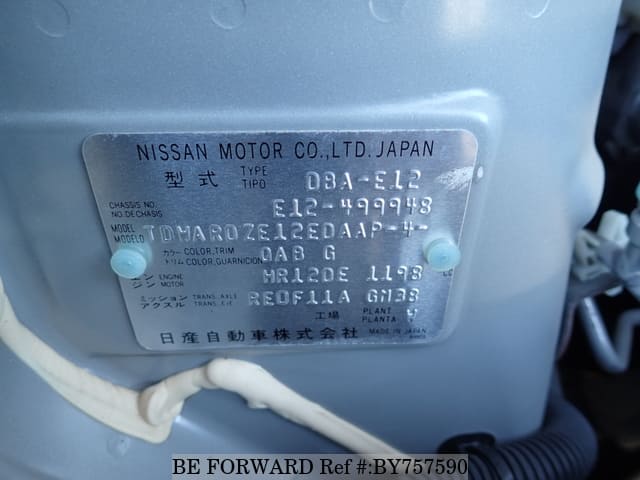 NISSAN MOTOR CO.,LTD.JAPAN
型式 TYPE TIPO DBA-E12
CHASSIS NO. NO.DE CHASIS E12-499948
MODEL MODELO TDMARDZE12EDAAP-4-
カラー COLOR,TRIM トリム COLOR,GUARNICION QAB G
ENGINE ジン MOTOR HR12DE 1198
ミッション TRANS. AXLE アクスル TRANS. EJE RE0F11A GM38
工場 PLANT PLANTA Y
日産自動車株式会社 MADE IN JAPAN
BE FORWARD Ref #:BY757590